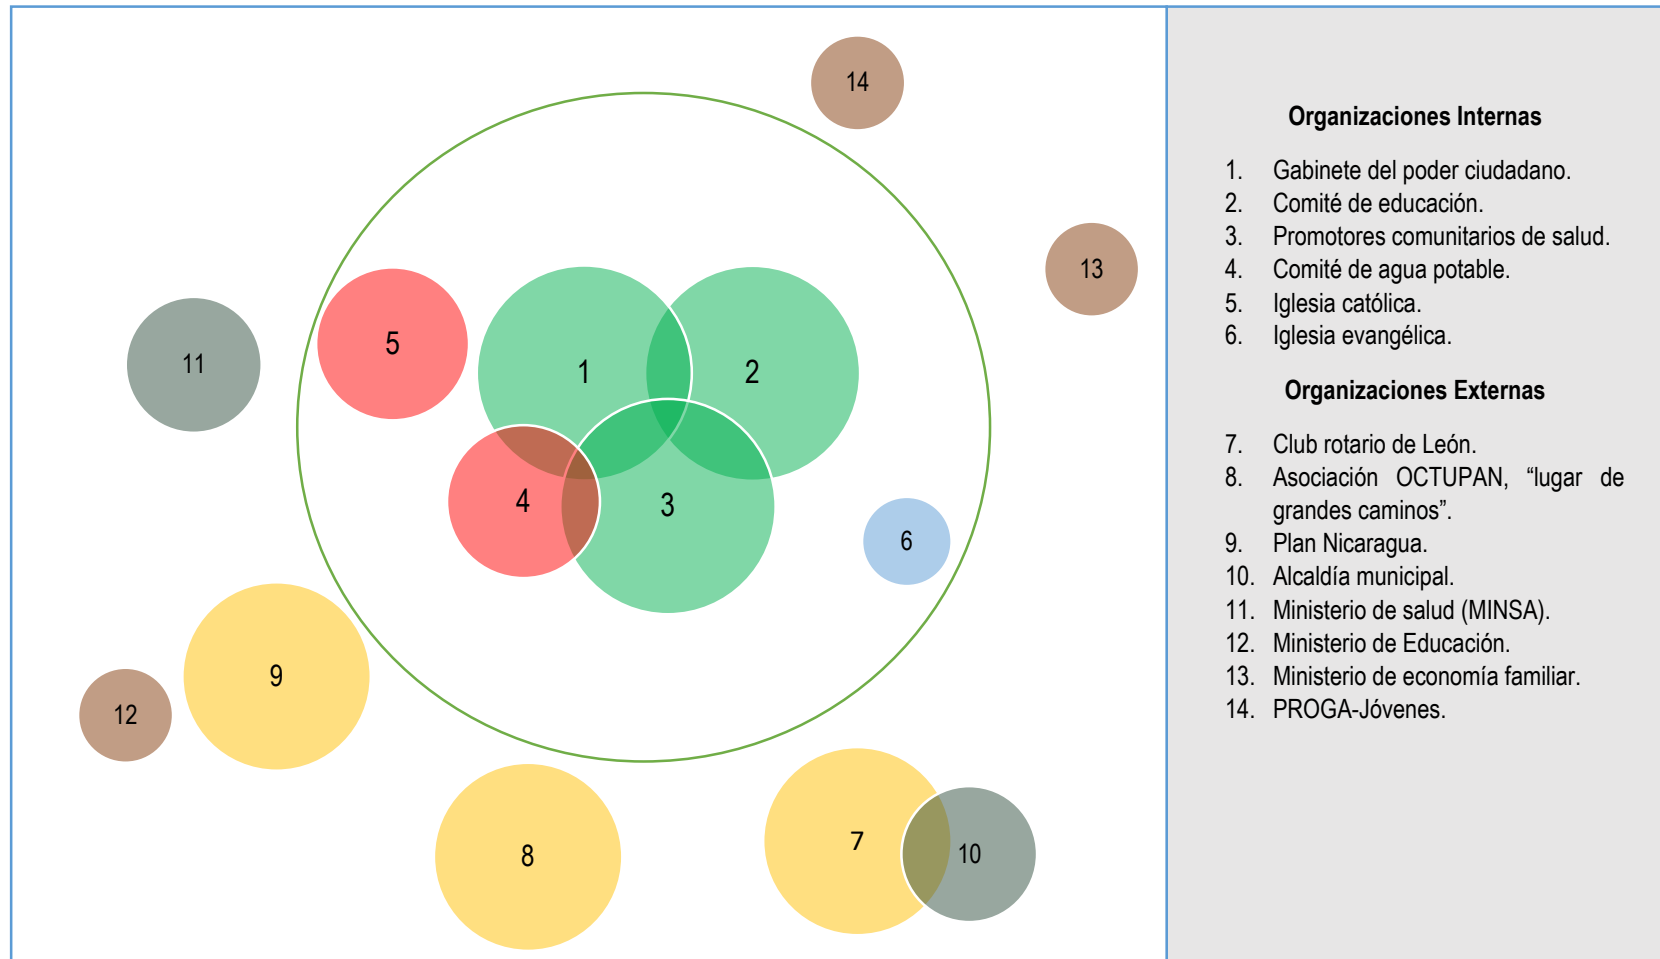 14
13
5
11
1
2
4
3
6
9
12
8
7
10
Organizaciones Internas
1. Gabinete del poder ciudadano.
2. Comité de educación.
3. Promotores comunitarios de salud.
4. Comité de agua potable.
5. Iglesia católica.
6. Iglesia evangélica.
Organizaciones Externas
7. Club rotario de León.
8. Asociación OCTUPAN, “lugar de
grandes caminos”.
9. Plan Nicaragua.
10. Alcaldía municipal.
11. Ministerio de salud (MINSA).
12. Ministerio de Educación.
13. Ministerio de economía familiar.
14. PROGA-Jóvenes.